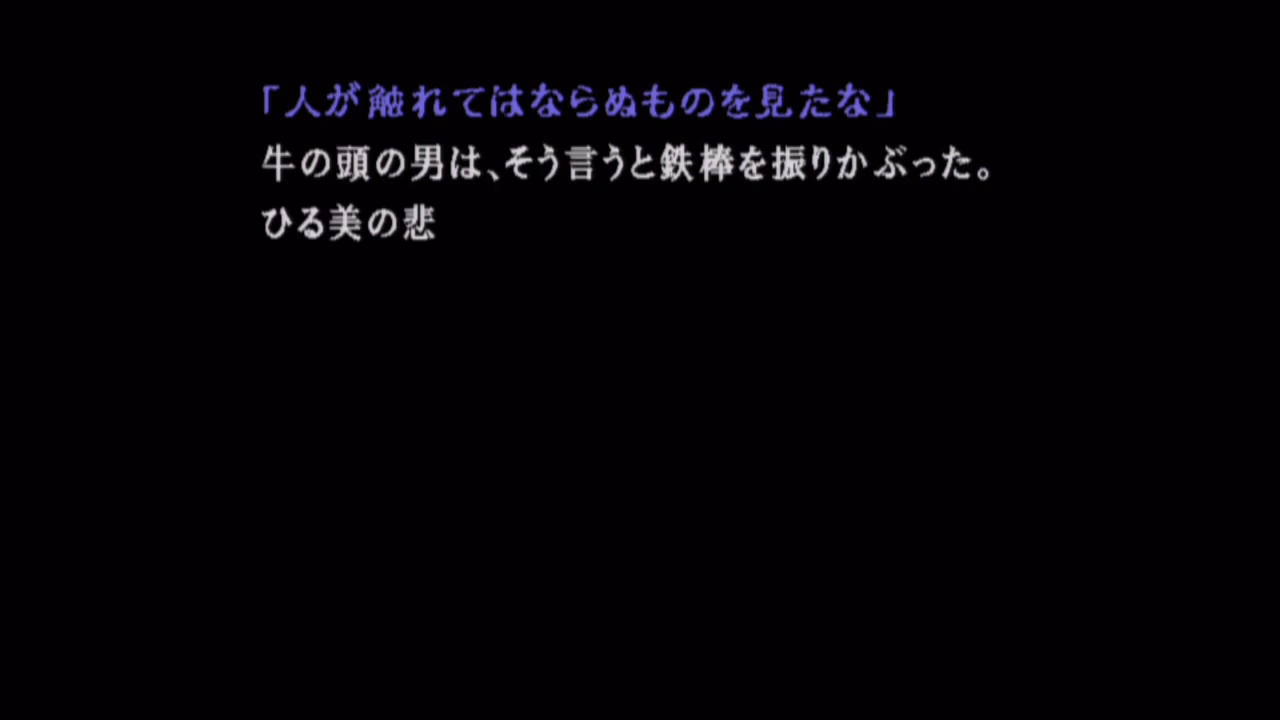 「人が触れてはならぬものを見たな」
牛の頭の男は、そう言うと鉄棒を振りかぶった。
ひる美の悲